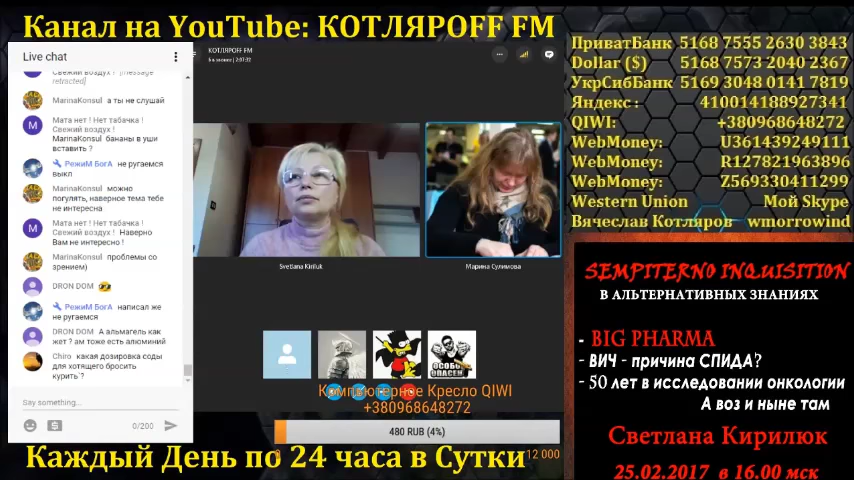 Канал на YouTube: КОТЛЯРOFF FM
Live chat
Свежий воздух ! [message retracted]
MarinaKonsul а ты не слушай
Мата нет ! Нет табачка ! Свежий воздух !
MarinaKonsul бананы в уши вставить ?
РежиМ БогА не ругаемся
выкл
MarinaKonsul можно
погулять, наверное тема тебе
не интересна
Мата нет ! Нет табачка !
Свежий воздух ! Наверно
Вам не интересно !
MarinaKonsul проблемы со
зрением)
DRON DOM
РежиМ БогА написал же
не ругаемся
DRON DOM А альмагель как
жет ? ам тоже есть алюминий
Chiro какая дозировка соды
для хотящего бросить
курить`?
Say something...
0/200
КОТЛЯРOFF FM
Svetlana Kiriluk
Марина Сулимова
ОСОБО
ОПАСЕН
Компьютерное Кресло QIWI
+380968648272
480 RUB (4%)
12 000
Каждый День по 24 часа в Сутки
ПриватБанк 5168 7555 2630 3843
Dollar ($) 5168 7573 2040 2367
УкрСибБанк 5169 3048 0141 7819
Яндекс : 410014188927341
QIWI: +380968648272
WebMoney: U361439249111
WebMoney: R127821963896
WebMoney: Z569330411299
Western Union Мой Skype
Вячеслав Котляров wmorrowind
SEMPITERNO INQUISITION
В АЛЬТЕРНАТИВНЫХ ЗНАНИЯХ
- BIG PHARMA
- ВИЧ - причина СПИДА?
- 50 лет в исследовании онкологии
А воз и ныне там
Светлана Кирилюк
25.02.2017 в 16.00 мск